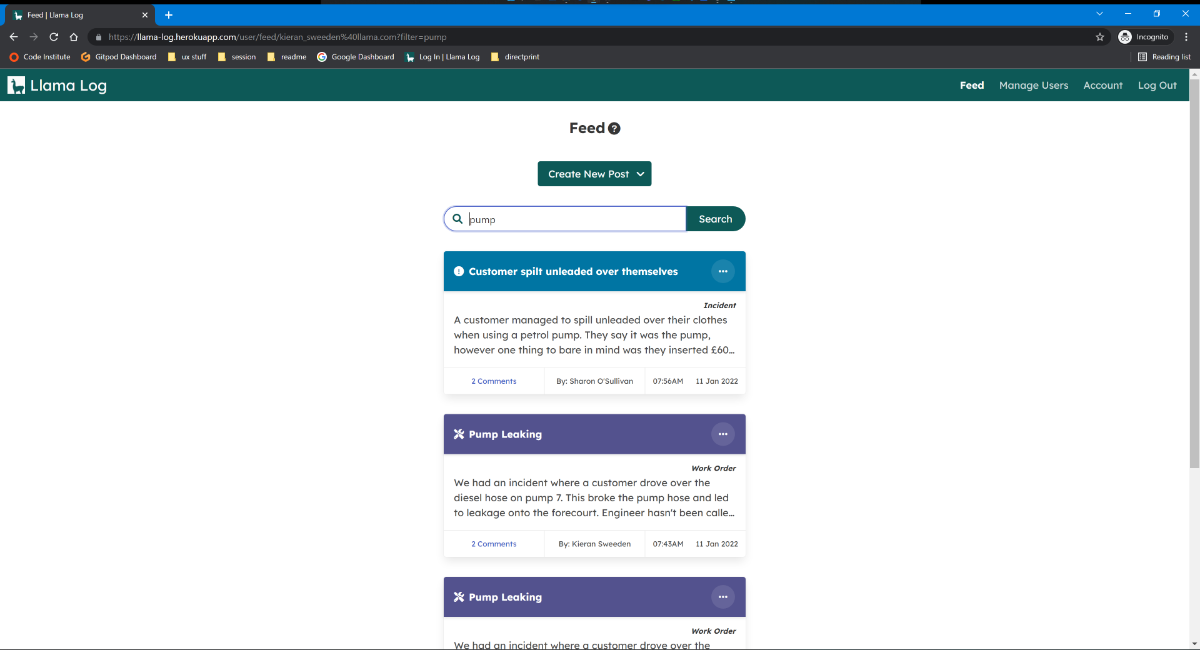 Feed | Llama Log
Incognito
https://llama-log.herokuapp.com/user/feed/kieran_sweeden%40llama.com?filter=pump
Code Institute
Gitpod Dashboard
ux stuff
session
readme
Google Dashboard
Log In | Llama Log
directprint
Reading list
Llama Log
Feed
Manage Users
Account
Log Out
Feed
Create New Post
pump
Search
Customer spilt unleaded over themselves
Incident
A customer managed to spill unleaded over their clothes
when using a petrol pump. They say it was the pump,
however one thing to bare in mind was they inserted £60...
2 Comments
By: Sharon O'Sullivan
07:56AM
11 Jan 2022
Pump Leaking
Work Order
We had an incident where a customer drove over the
diesel hose on pump 7. This broke the pump hose and led
to leakage onto the forecourt. Engineer hasn't been calle...
2 Comments
By: Kieran Sweeden
07:43AM
11 Jan 2022
Pump Leaking
Work Order
We had an incident where a customer drove over the